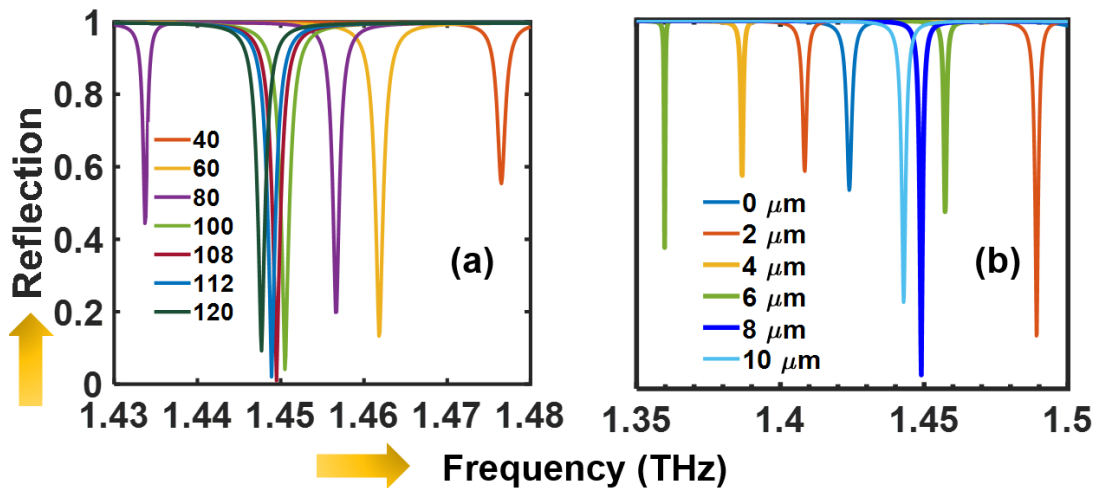 Reflection
1
0.8
0.6
0.4
0.2
0
40
60
80
100
108
112
120
(a)
1.43 1.44 1.45 1.46 1.47 1.48
0 μm
2 μm
4 μm
6 μm
8 μm
10 μm
(b)
1.35 1.4 1.45 1.5
Frequency (THz)